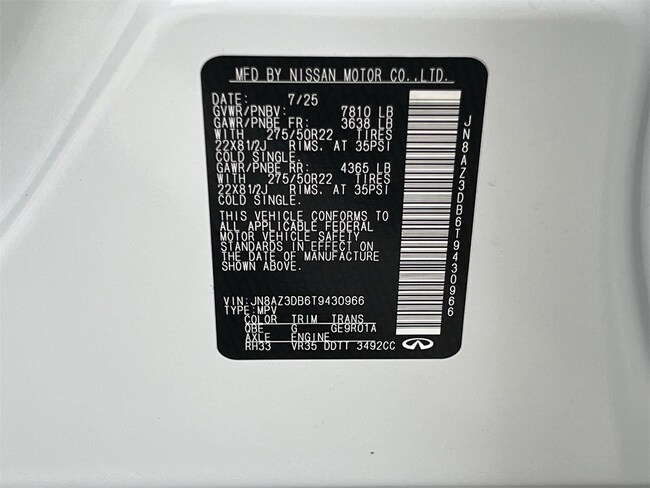 MFD BY NISSAN MOTOR CO.,LTD.
DATE: 7/25
GVWR/PNBV: 7810 LB
GAWR/PNBE FR: 3638 LB
WITH 275/50R22 TIRES
22X81/2J RIMS. AT 35PSI
COLD SINGLE.
GAWR/PNBE RR: 4365 LB
WITH 275/50R22 TIRES
22X81/2J RIMS. AT 35PSI
COLD SINGLE.
THIS VEHICLE CONFORMS TO
ALL APPLICABLE FEDERAL
MOTOR VEHICLE SAFETY
STANDARDS IN EFFECT ON
THE DATE OF MANUFACTURE
SHOWN ABOVE.
VIN:JN8AZ3DB6T9430966
TYPE:MPV
COLOR TRIM TRANS
QBE G GE9R01A
AXLE ENGINE
RH33 VR35 DDTT 3492CC
JN8AZ3DB6T9430966